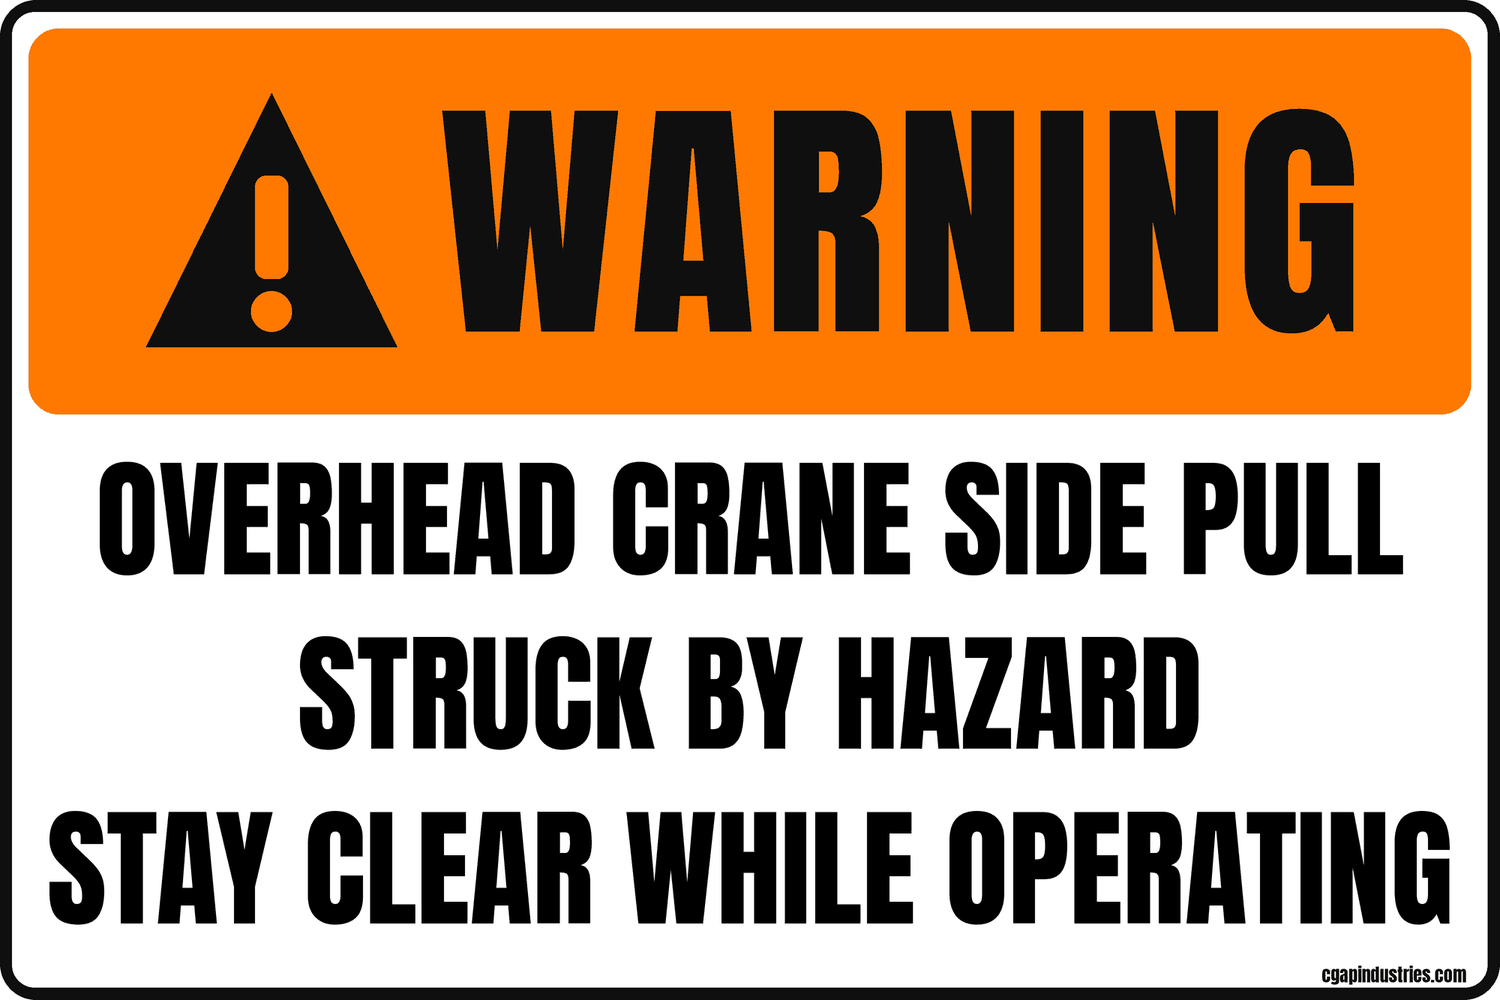 WARNING
OVERHEAD CRANE SIDE PULL
STRUCK BY HAZARD
STAY CLEAR WHILE OPERATING
cgapindustries.com